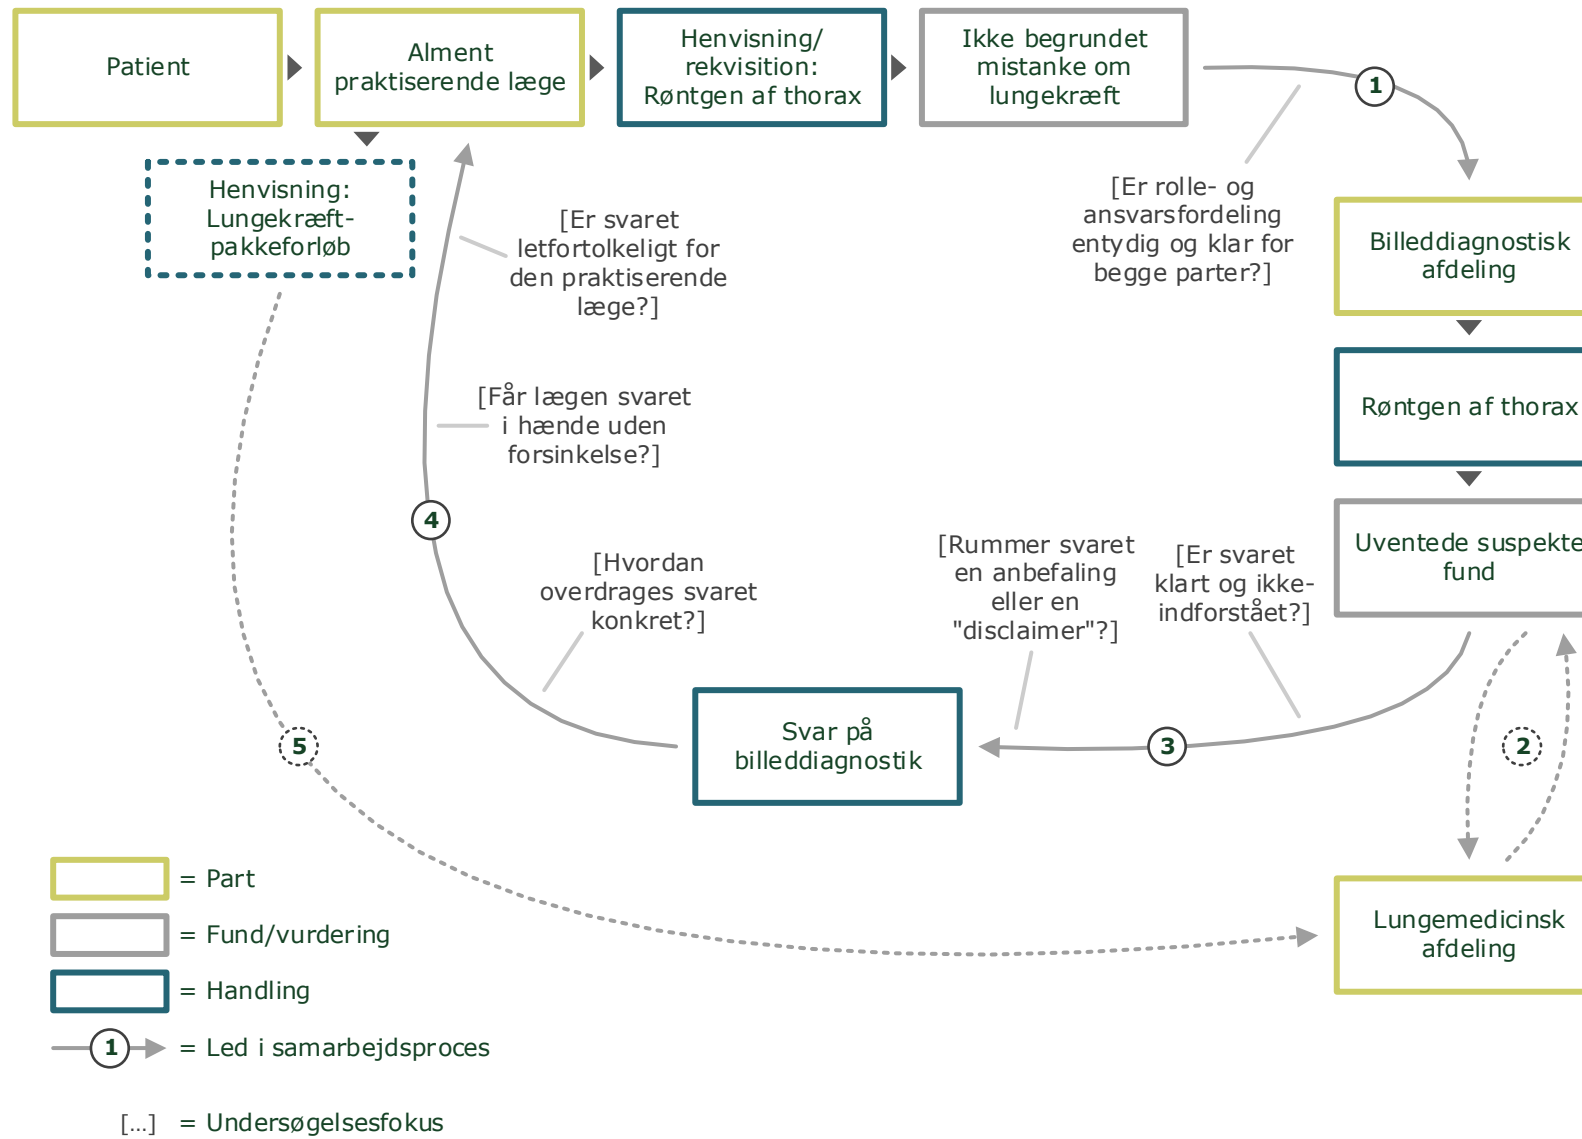 Patient
Alment
praktiserende læge
Henvisning/
rekvisition:
Røntgen af thorax
Ikke begrundet
mistanke om
lungekræft
1
Henvisning:
Lungekræft-
pakkeforløb
[Er svaret
letfortolkeligt for
den praktiserende
læge?]
[Er rolle- og
ansvarsfordeling
entydig og klar for
begge parter?]
Billeddiagnostisk
afdeling
Røntgen af thorax
[Får lægen svaret
i hænde uden
forsinkelse?]
4
[Hvordan
overdrages svaret
konkret?]
[Rummer svaret
en anbefaling
eller en
"disclaimer"?]
[Er svaret
klart og ikke-
indforstået?]
Uventede suspekte
fund
5
Svar på
billeddiagnostik
3
2
Lungemedicinsk
afdeling
= Part
= Fund/vurdering
= Handling
1 = Led i samarbejdsproces
[...] = Undersøgelsesfokus